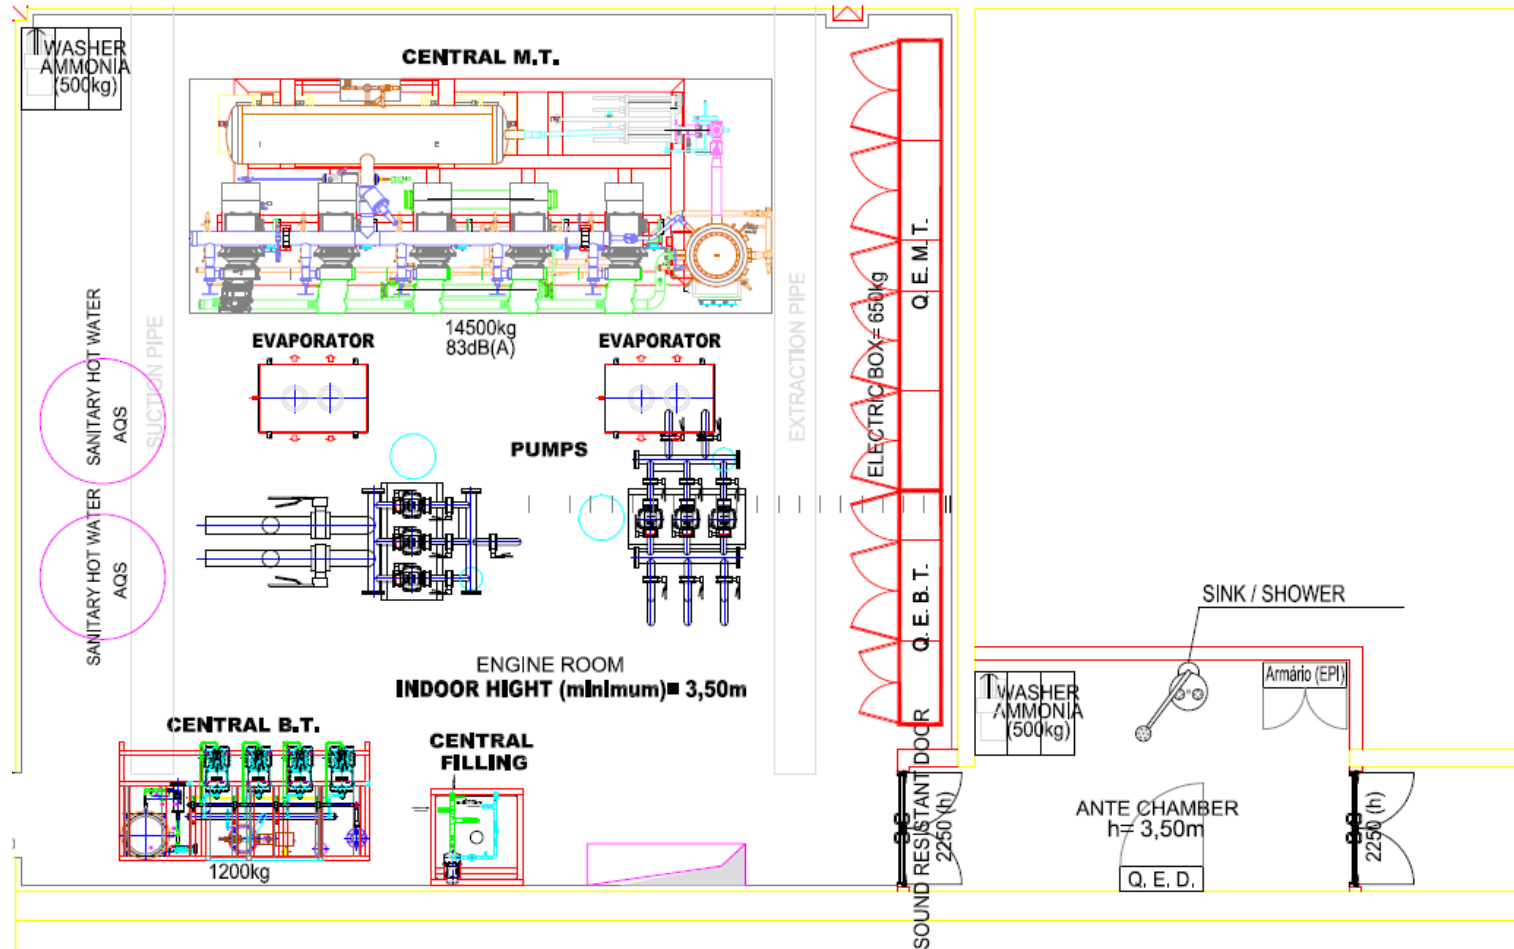 WASHER
AMMONIA
(500kg)
CENTRAL M.T.
14500kg
83dB(A)
EVAPORATOR
EVAPORATOR
SANITARY HOT WATER
AQS
SUCTION PIPE
EXTRACTION PIPE
ELECTRIC BOX= 650kg
Q.E.M.T.
PUMPS
SANITARY HOT WATER
AQS
Q.E.B.T.
ENGINE ROOM
INDOOR HIGHT (minimum)= 3,50m
CENTRAL B.T.
1200kg
CENTRAL
FILLING
SOUND RESISTANT DOOR
2250 (h)
SINK / SHOWER
WASHER
AMMONIA
(500kg)
Armário (EPI)
ANTE CHAMBER
h= 3,50m
Q. E. D.
2250 (h)